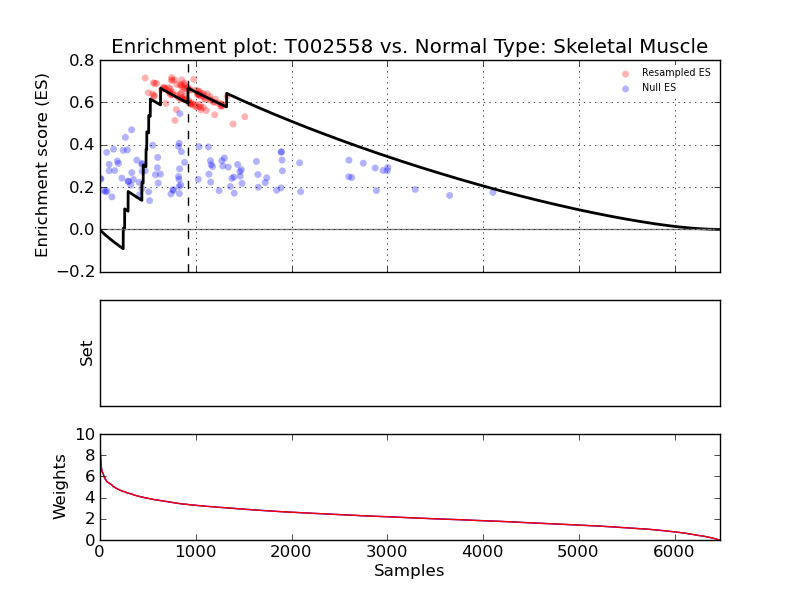 Enrichment plot: T002558 vs. Normal Type: Skeletal Muscle
Enrichment score (ES)
0.8
0.6
0.4
0.2
0.0
−0.2
Resampled ES
Null ES
Set
Weights
10
8
6
4
2
0
0 1000 2000 3000 4000 5000 6000
Samples